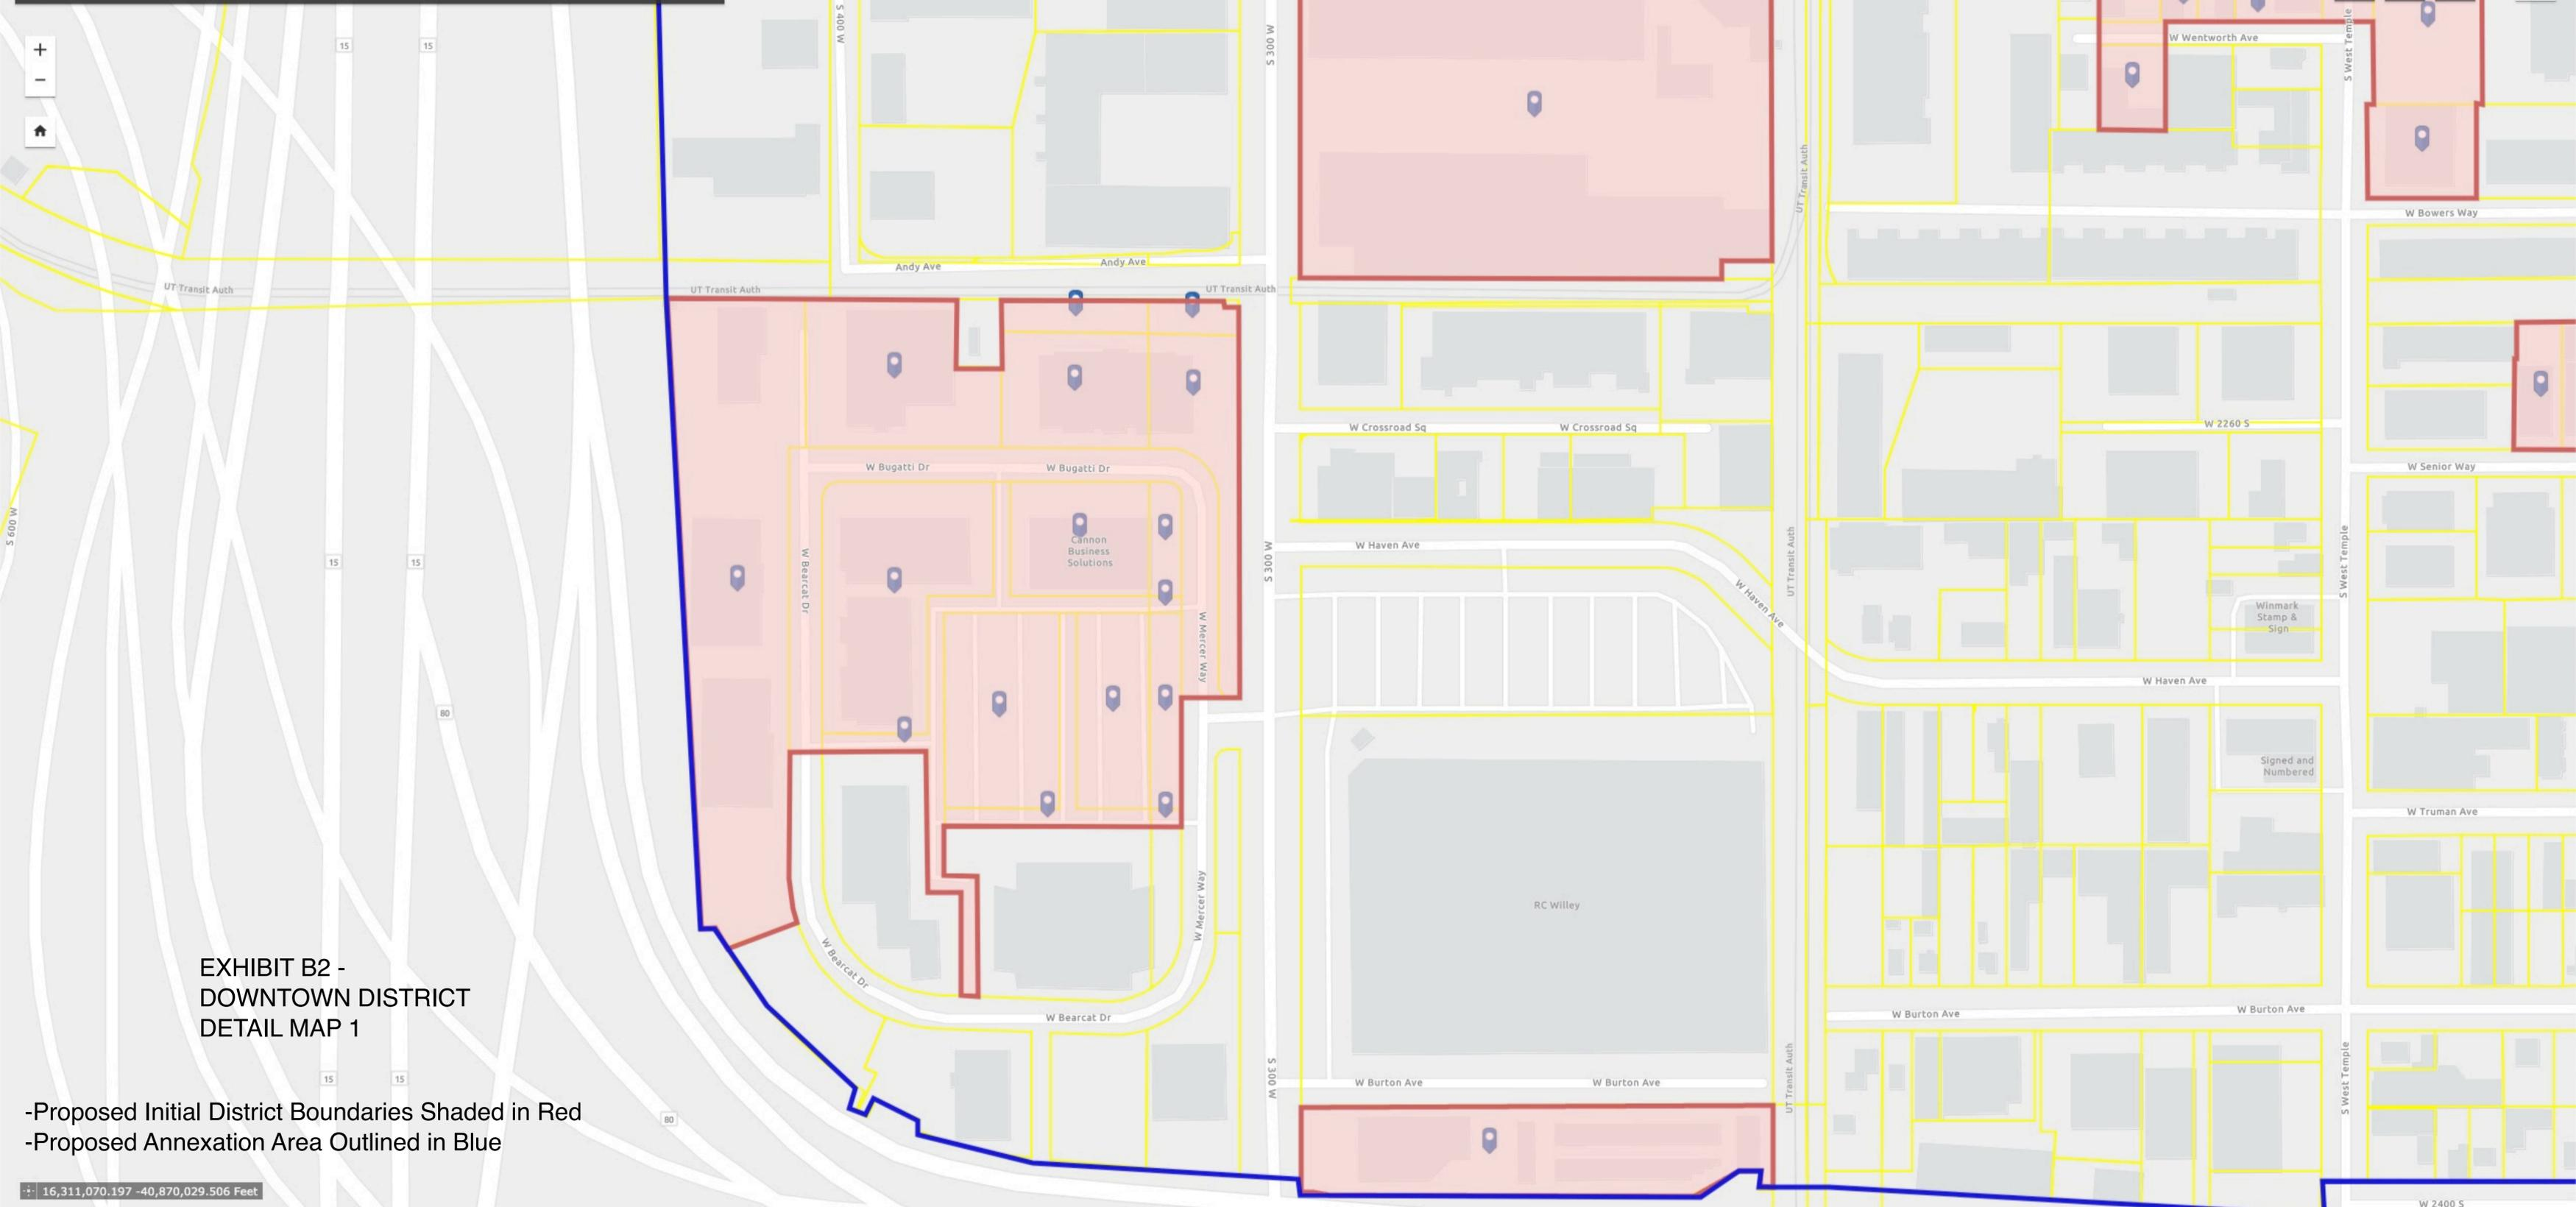 S 400 W
S 300 W
15
15
W Wentworth Ave
S West Temple
UT Transit Auth
W Bowers Way
Andy Ave
Andy Ave
UT Transit Auth
UT Transit Auth
UT Transit Auth
W Crossroad Sq
W Crossroad Sq
W 2260 S
W Senior Way
W Bugatti Dr
W Bugatti Dr
S 600 W
Cannon
Business
Solutions
W Haven Ave
S 300 W
UT Transit Auth
S West Temple
15
15
W Bearcat Dr
W Haven Ave
Winmark
Stamp &
Sign
W Mercer Way
W Haven Ave
80
Signed and
Numbered
W Truman Ave
RC Willey
W Mercer Way
W Bearcat Dr
EXHIBIT B2 -
DOWNTOWN DISTRICT
DETAIL MAP 1
W Bearcat Dr
W Burton Ave
W Burton Ave
S 300 W
UT Transit Auth
S West Temple
15
15
W Burton Ave
W Burton Ave
80
-Proposed Initial District Boundaries Shaded in Red
-Proposed Annexation Area Outlined in Blue
16,311,070.197 -40,870,029.506 Feet
W 2400 S